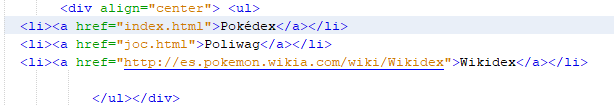 <div align="center"> <ul>
<li><a href="index.html">Pokédex</a></li>
<li><a href="joc.html">Poliwag</a></li>
<li><a href="http://es.pokemon.wikia.com/wiki/Wikidex">Wikidex</a></li>
</ul></div>